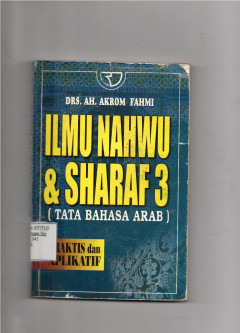 DRS. AH. AKROM FAHMI
ILMU NAHWU
& SHARAF 3
( TATA BAHASA ARAB )
RAKTIS dan
PLIKATIF